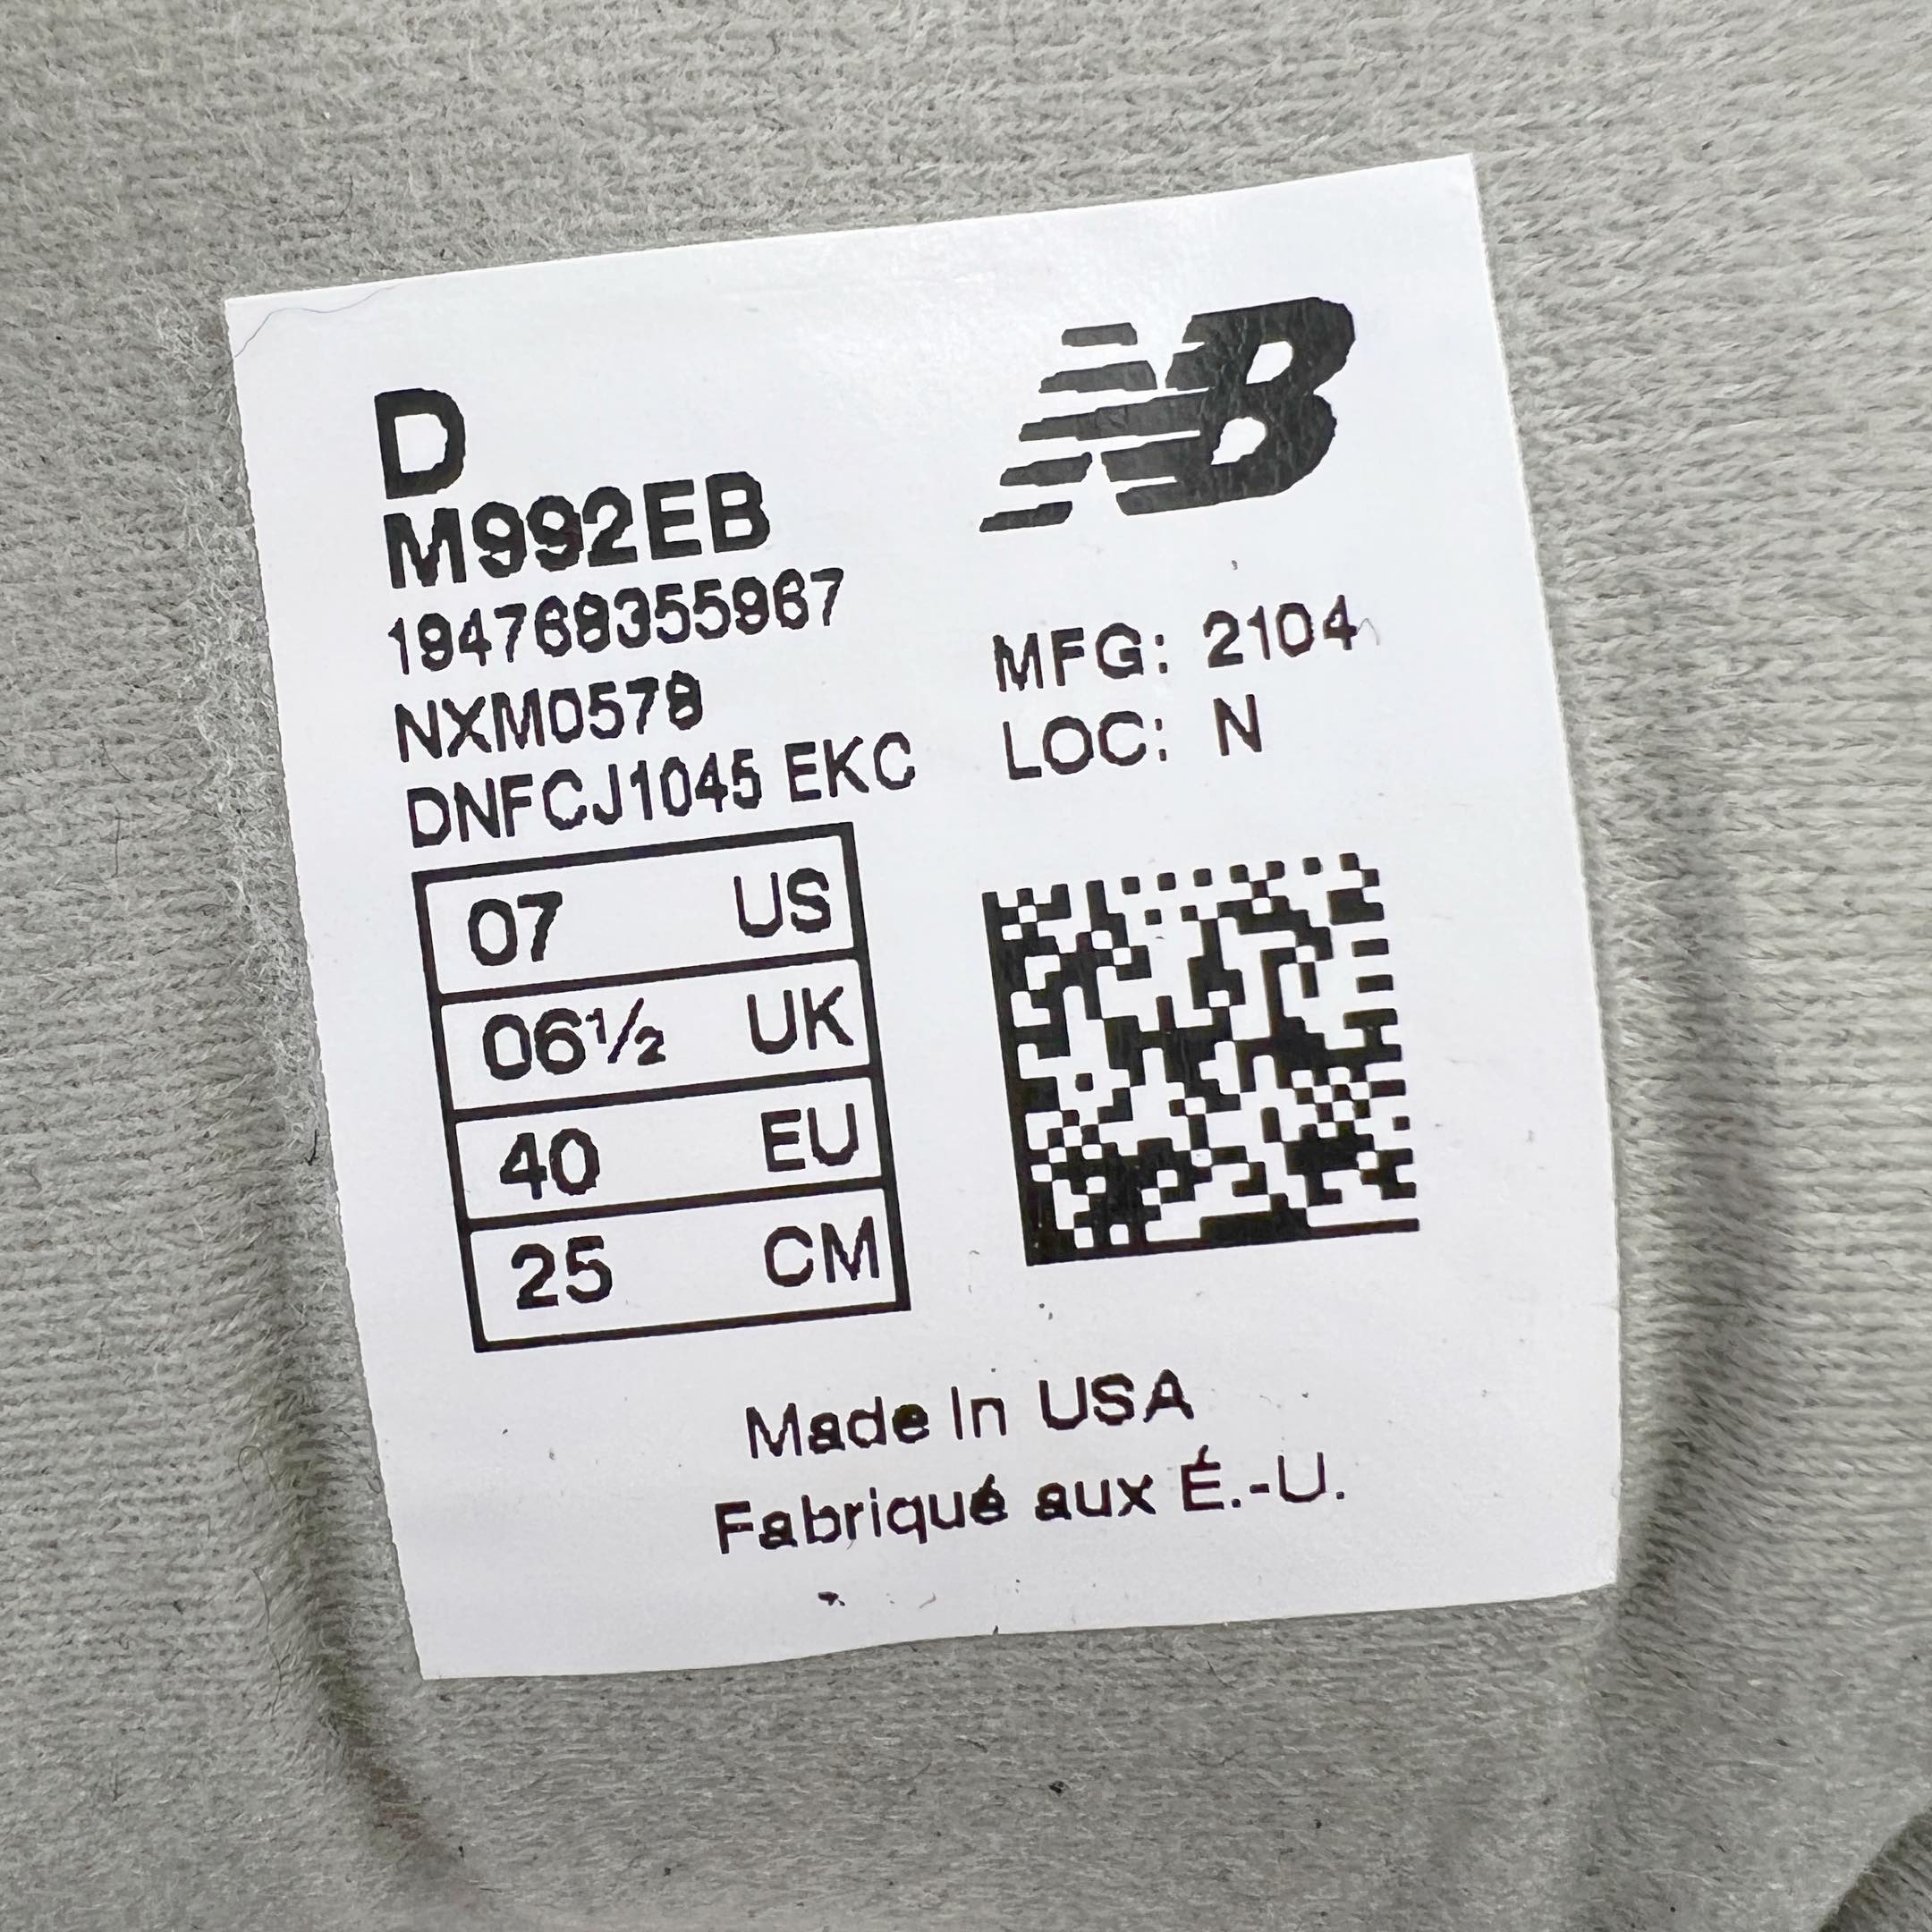 D
M992EB
194768355967
NXM0578
DNFCJ1045 EKC
NB
MFG: 2104
LOC: N
07 US
06½ UK
40 EU
25 CM
Made In USA
Fabriqué aux É.-U.